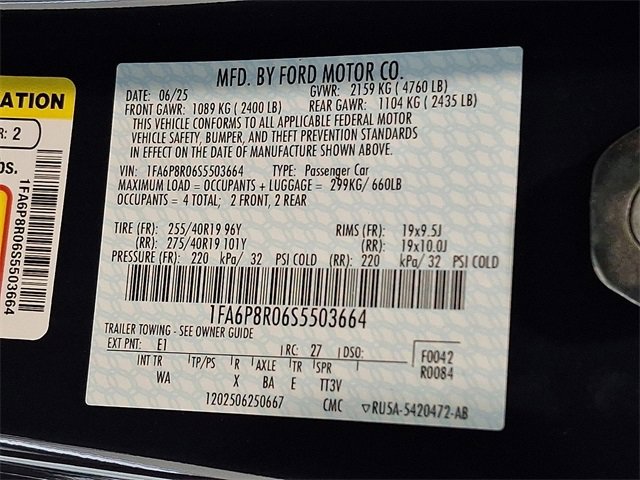 ATION
R: 2
bs.
1FA6P8R06S5503664
MFD. BY FORD MOTOR CO.
DATE: 06/25 GVWR: 2159 KG ( 4760 LB)
FRONT GAWR: 1089 KG ( 2400 LB) REAR GAWR: 1104 KG ( 2435 LB)
THIS VEHICLE CONFORMS TO ALL APPLICABLE FEDERAL MOTOR
VEHICLE SAFETY, BUMPER, AND THEFT PREVENTION STANDARDS
IN EFFECT ON THE DATE OF MANUFACTURE SHOWN ABOVE.
VIN: 1FA6P8R06S5503664 TYPE: Passenger Car
MAXIMUM LOAD = OCCUPANTS + LUGGAGE = 299KG/ 660LB
OCCUPANTS = 4 TOTAL; 2 FRONT, 2 REAR
TIRE (FR): 255/40R19 96Y RIMS (FR): 19x9.5J
(RR): 275/40R19 101Y (RR): 19x10.0J
PRESSURE (FR): 220 kPa/ 32 PSI COLD (RR): 220 kPa/ 32 PSI COLD
1FA6P8R06S5503664
TRAILER TOWING - SEE OWNER GUIDE
EXT PNT: E1 RC: 27 DSO: F0042
INT TR TP/PS R AXLE TR SPR R0084
WA X BA E TT3V
1202506250667 CMC ▽RU5A-5420472-AB